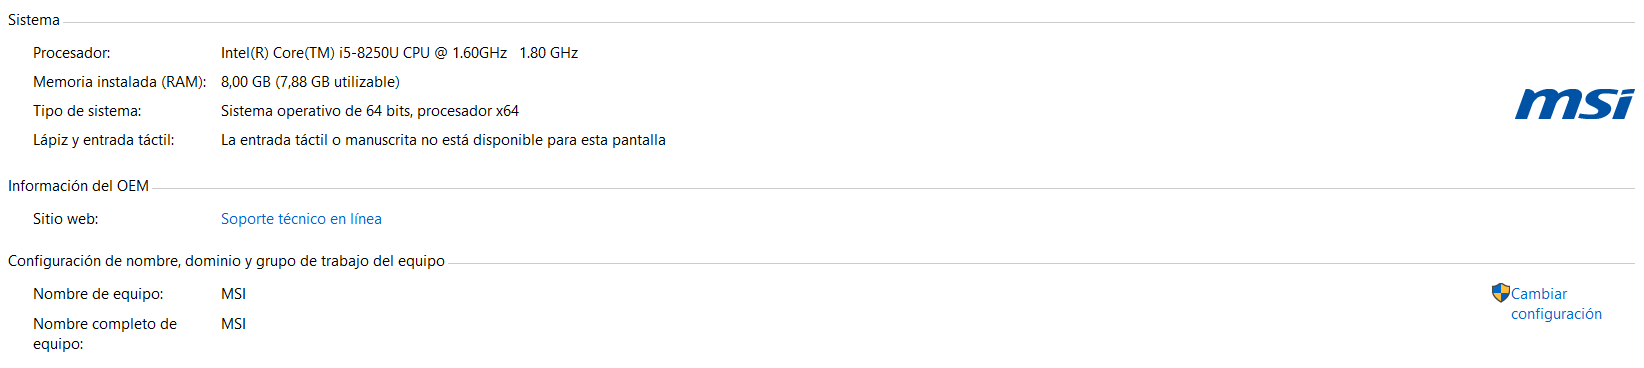 Sistema
Procesador: Intel(R) Core(TM) i5-8250U CPU @ 1.60GHz 1.80 GHz
Memoria instalada (RAM): 8,00 GB (7,88 GB utilizable)
msi
Tipo de sistema: Sistema operativo de 64 bits, procesador x64
Lápiz y entrada táctil: La entrada táctil o manuscrita no está disponible para esta pantalla
Información del OEM
Sitio web: Soporte técnico en línea
Configuración de nombre, dominio y grupo de trabajo del equipo
Nombre de equipo: MSI
Cambiar
configuración
Nombre completo de MSI
equipo: